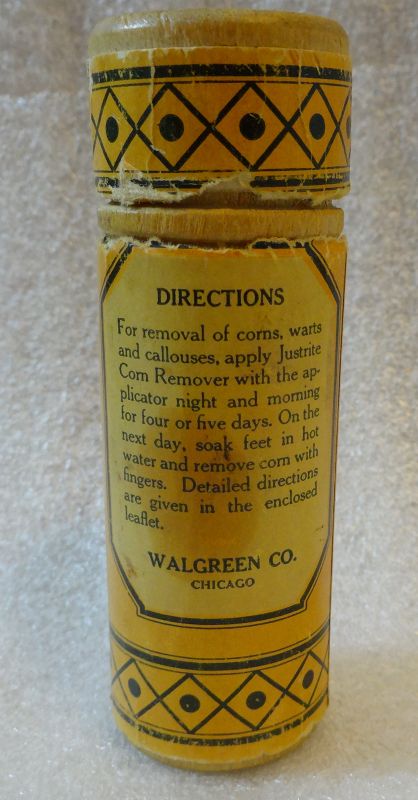 DIRECTIONS
For removal of corns, warts
and callouses, apply Justrite
Corn Remover with the ap-
plicator night and morning
for four or five days. On the
next day, soak feet in hot
water and remove corn with
fingers. Detailed directions
are given in the enclosed
leaflet.
WALGREEN CO.
CHICAGO